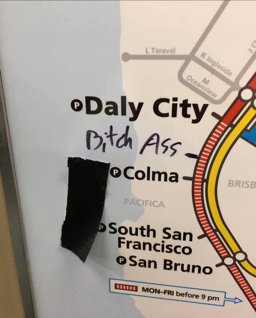 L Taraval
K Ingleside
M
Oceanview
P Daly City
Bitch Ass
P Colma
BRISB
PACIFICA
P South San
Francisco
P San Bruno
MON–FRI before 9 pm